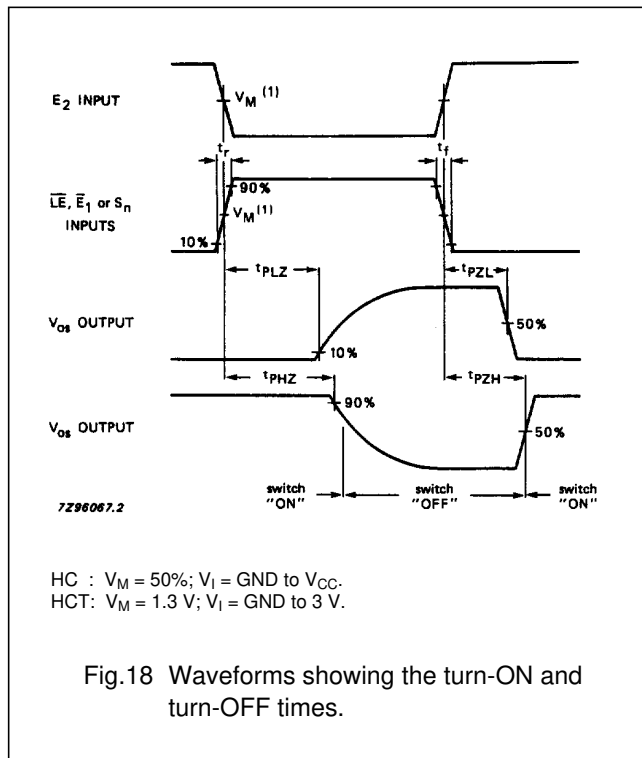 E2 INPUT
VM (1)
tr
tf
LE, E1 or Sn
INPUTS
90%
VM(1)
10%
tPLZ
tPZL
Vos OUTPUT
50%
10%
tPHZ
tPZH
90%
Vos OUTPUT
50%
switch
"ON"
switch
"OFF"
switch
"ON"
7Z96067.2
HC : VM = 50%; VI = GND to VCC.
HCT: VM = 1.3 V; VI = GND to 3 V.
Fig.18 Waveforms showing the turn-ON and
turn-OFF times.